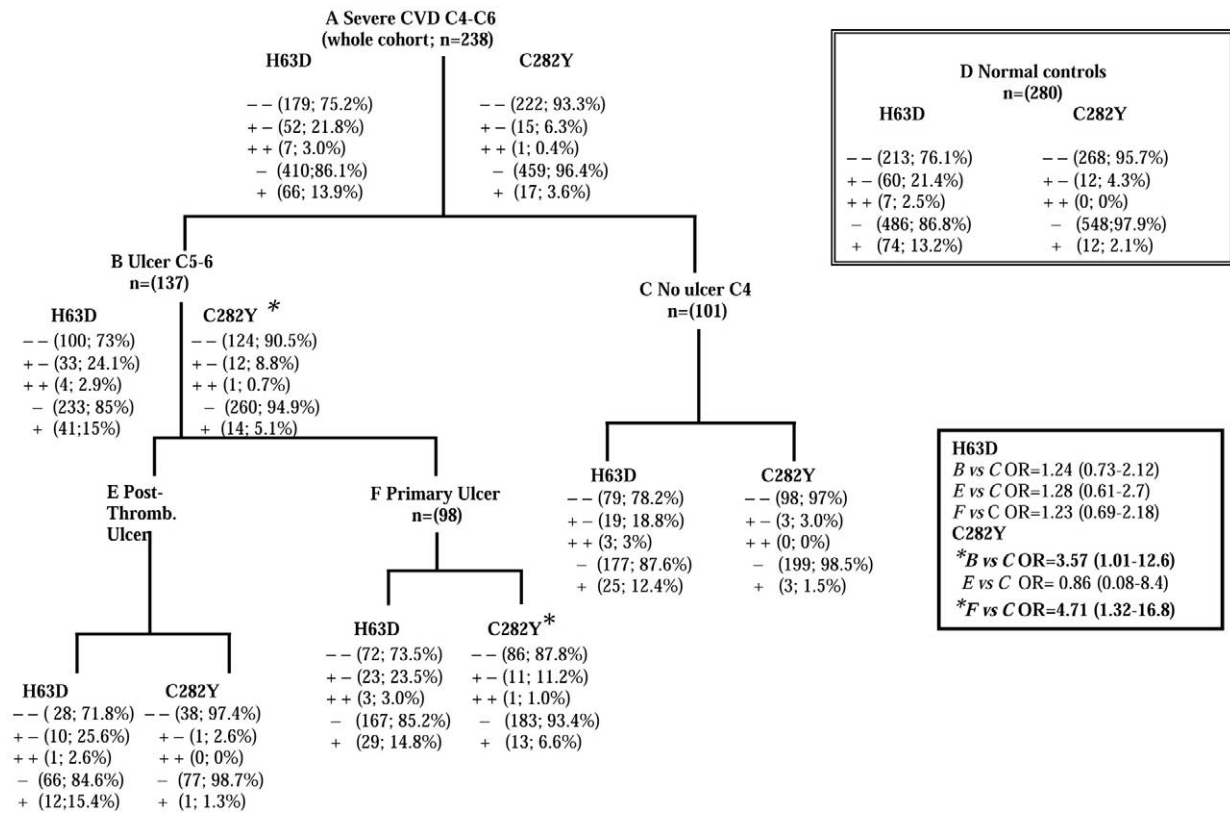 A Severe CVD C4-C6
(whole cohort; n=238)
H63D
− − (179; 75.2%)
+ − (52; 21.8%)
+ + (7; 3.0%)
− (410;86.1%)
+ (66; 13.9%)
C282Y
− − (222; 93.3%)
+ − (15; 6.3%)
+ + (1; 0.4%)
− (459; 96.4%)
+ (17; 3.6%)
D Normal controls
n=(280)
H63D
− − (213; 76.1%)
+ − (60; 21.4%)
+ + (7; 2.5%)
− (486; 86.8%)
+ (74; 13.2%)
C282Y
− − (268; 95.7%)
+ − (12; 4.3%)
+ + (0; 0%)
− (548;97.9%)
+ (12; 2.1%)
B Ulcer C5-6
n=(137)
H63D
− − (100; 73%)
+ − (33; 24.1%)
+ + (4; 2.9%)
− (233; 85%)
+ (41;15%)
C282Y *
− − (124; 90.5%)
+ − (12; 8.8%)
+ + (1; 0.7%)
− (260; 94.9%)
+ (14; 5.1%)
C No ulcer C4
n=(101)
H63D
− − (79; 78.2%)
+ − (19; 18.8%)
+ + (3; 3%)
− (177; 87.6%)
+ (25; 12.4%)
C282Y
− − (98; 97%)
+ − (3; 3.0%)
+ + (0; 0%)
− (199; 98.5%)
+ (3; 1.5%)
E Post-
Thromb.
Ulcer
H63D
− − ( 28; 71.8%)
+ − (10; 25.6%)
+ + (1; 2.6%)
− (66; 84.6%)
+ (12;15.4%)
C282Y
− − (38; 97.4%)
+ − (1; 2.6%)
+ + (0; 0%)
− (77; 98.7%)
+ (1; 1.3%)
F Primary Ulcer
n=(98)
H63D
− − (72; 73.5%)
+ − (23; 23.5%)
+ + (3; 3.0%)
− (167; 85.2%)
+ (29; 14.8%)
C282Y*
− − (86; 87.8%)
+ − (11; 11.2%)
+ + (1; 1.0%)
− (183; 93.4%)
+ (13; 6.6%)
H63D
B vs C OR=1.24 (0.73-2.12)
E vs C OR=1.28 (0.61-2.7)
F vs C OR=1.23 (0.69-2.18)
C282Y
*B vs C OR=3.57 (1.01-12.6)
E vs C OR= 0.86 (0.08-8.4)
*F vs C OR=4.71 (1.32-16.8)